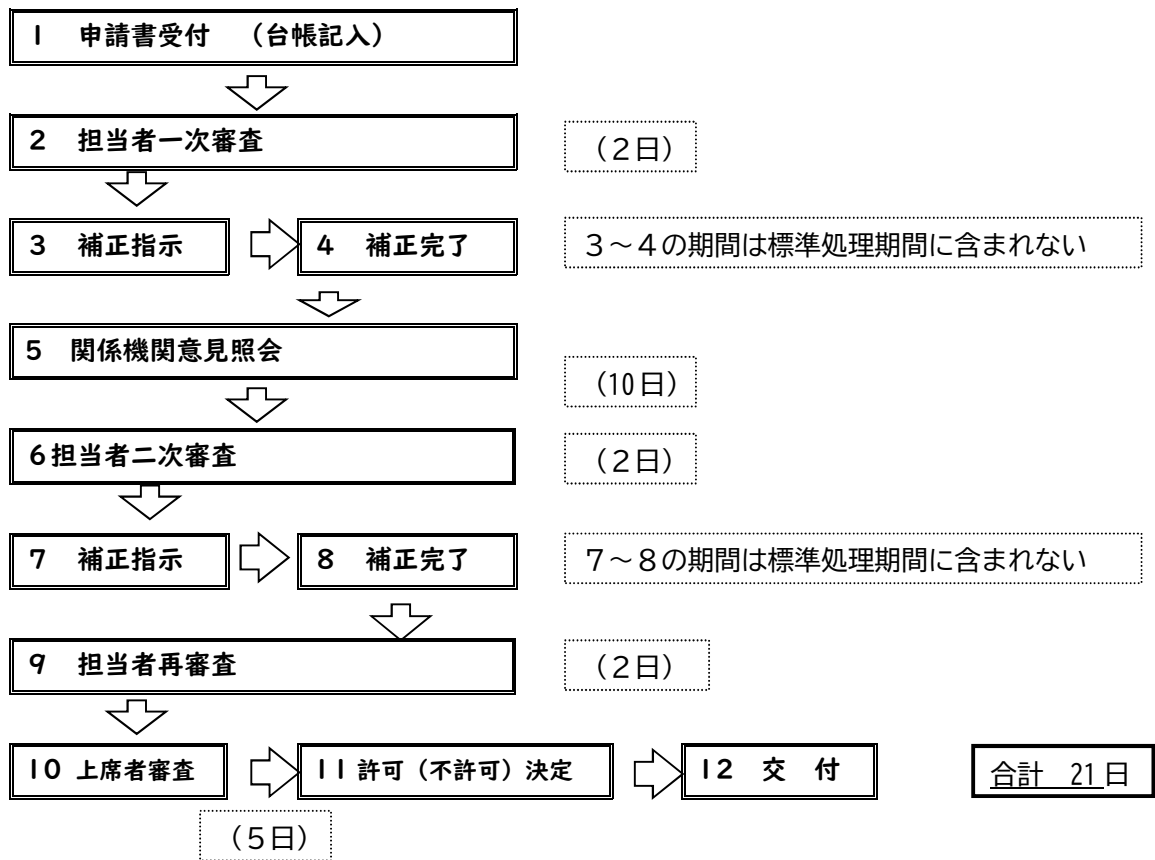 1 申請書受付 （台帳記入）
2 担当者一次審査
（２日）
3 補正指示
4 補正完了
３～４の期間は標準処理期間に含まれない
5 関係機関意見照会
（10日）
6担当者二次審査
（２日）
7 補正指示
8 補正完了
７～８の期間は標準処理期間に含まれない
9 担当者再審査
（２日）
10 上席者審査
11 許可（不許可）決定
12 交 付
合計 21日
（５日）